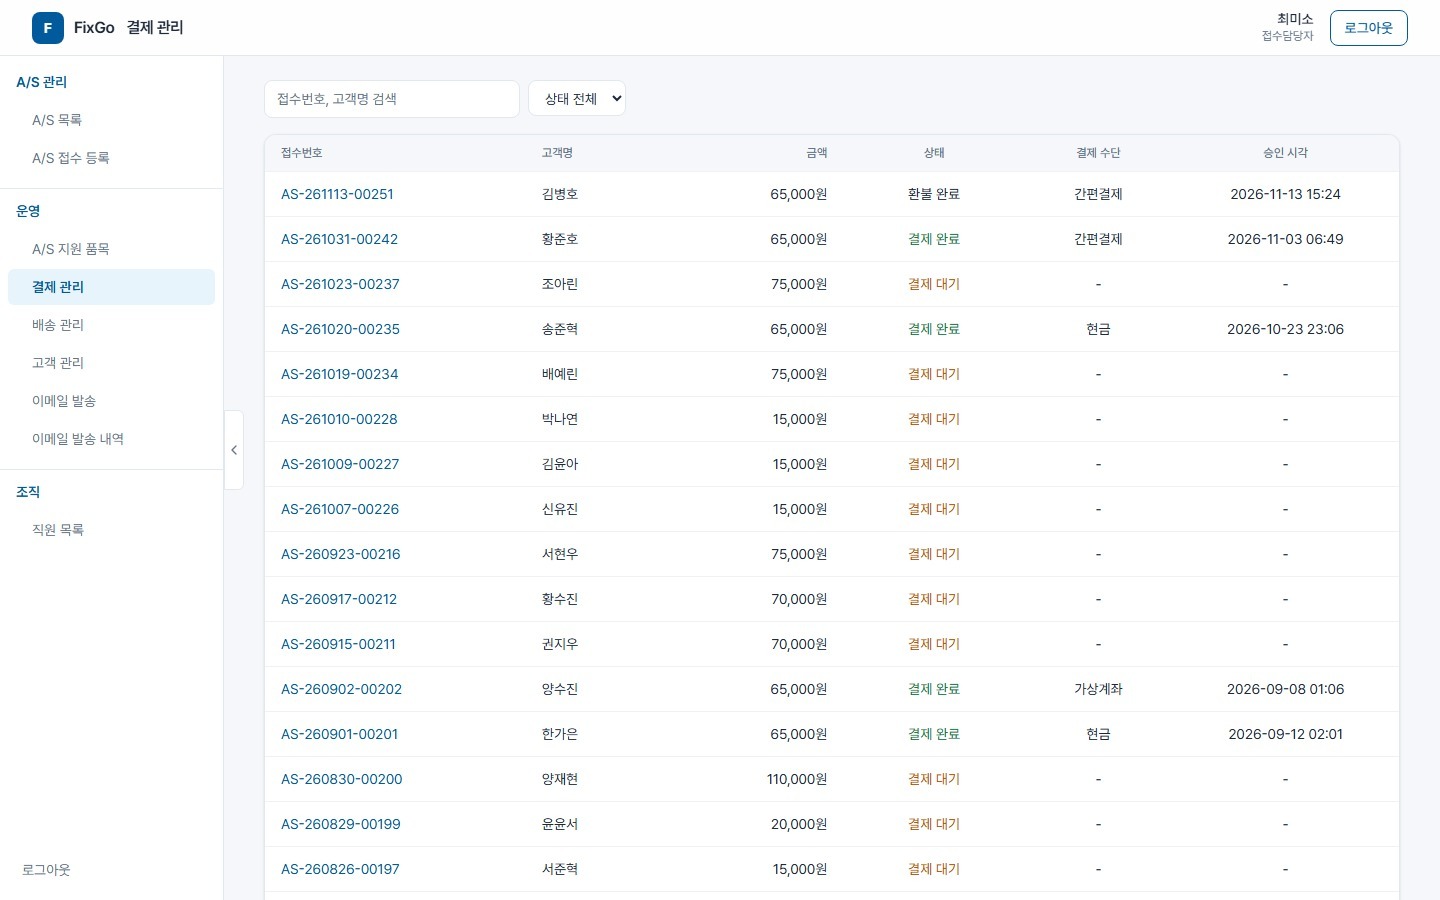 F FixGo 결제 관리
최미소
접수담당자
로그아웃
A/S 관리
A/S 목록
A/S 접수 등록
운영
A/S 지원 품목
결제 관리
배송 관리
고객 관리
이메일 발송
이메일 발송 내역
조직
직원 목록
로그아웃
접수번호, 고객명 검색
상태 전체
접수번호 고객명 금액 상태 결제 수단 승인 시각
AS-261113-00251 김병호 65,000원 환불 완료 간편결제 2026-11-13 15:24
AS-261031-00242 황준호 65,000원 결제 완료 간편결제 2026-11-03 06:49
AS-261023-00237 조아린 75,000원 결제 대기 - -
AS-261020-00235 송준혁 65,000원 결제 완료 현금 2026-10-23 23:06
AS-261019-00234 배예린 75,000원 결제 대기 - -
AS-261010-00228 박나연 15,000원 결제 대기 - -
AS-261009-00227 김윤아 15,000원 결제 대기 - -
AS-261007-00226 신유진 15,000원 결제 대기 - -
AS-260923-00216 서현우 75,000원 결제 대기 - -
AS-260917-00212 황수진 70,000원 결제 대기 - -
AS-260915-00211 권지우 70,000원 결제 대기 - -
AS-260902-00202 양수진 65,000원 결제 완료 가상계좌 2026-09-08 01:06
AS-260901-00201 한가은 65,000원 결제 완료 현금 2026-09-12 02:01
AS-260830-00200 양재현 110,000원 결제 대기 - -
AS-260829-00199 윤윤서 20,000원 결제 대기 - -
AS-260826-00197 서준혁 15,000원 결제 대기 - -